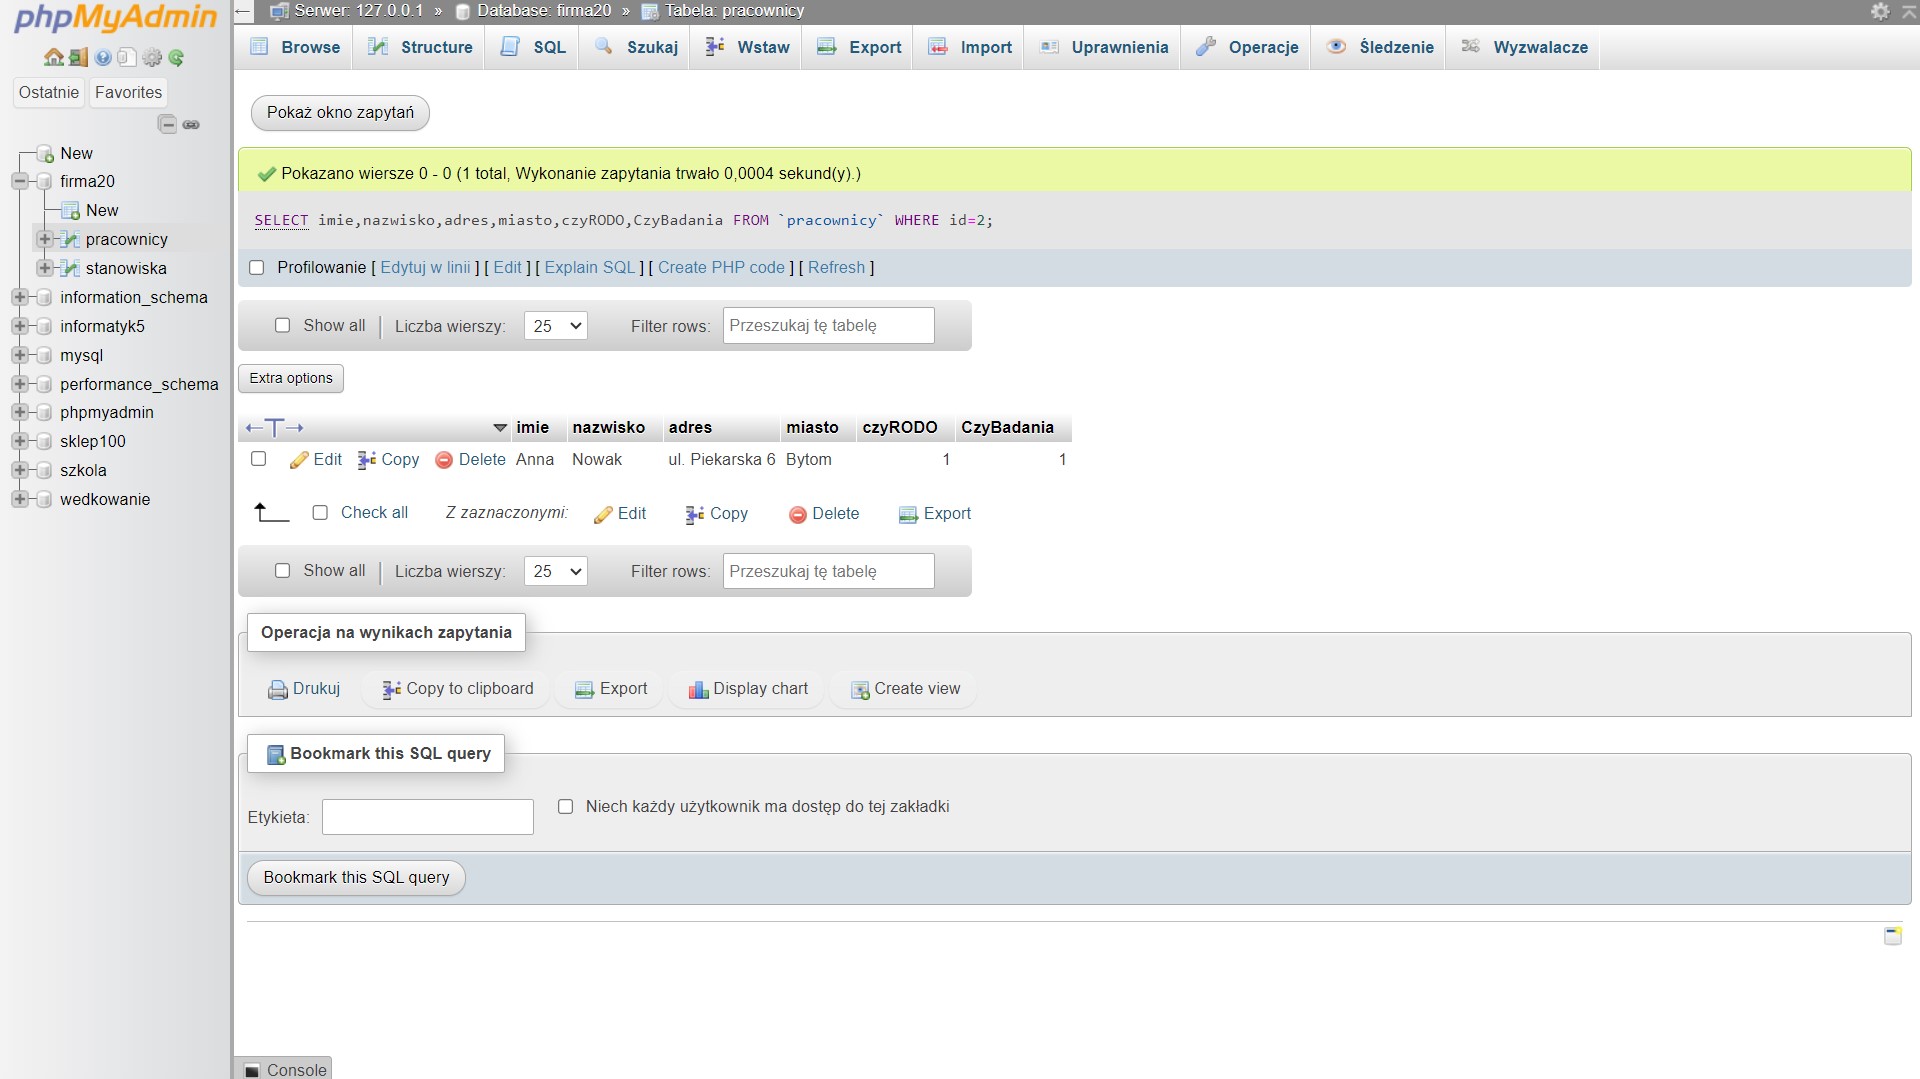 phpMyAdmin
Ostatnie Favorites
New
firma20
New
pracownicy
stanowiska
information_schema
informatyk5
mysql
performance_schema
phpmyadmin
sklep100
szkola
wedkowanie
Serwer: 127.0.0.1 » Database: firma20 » Tabela: pracownicy
Browse Structure SQL Szukaj Wstaw Export Import Uprawnienia Operacje Śledzenie Wyzwalacze
Pokaż okno zapytań
Pokazano wiersze 0 - 0 (1 total, Wykonanie zapytania trwało 0,0004 sekund(y).)
SELECT imie,nazwisko,adres,miasto,czyRODO,CzyBadania FROM `pracownicy` WHERE id=2;
Profilowanie [ Edytuj w linii ] [ Edit ] [ Explain SQL ] [ Create PHP code ] [ Refresh ]
Show all | Liczba wierszy: 25 Filter rows: Przeszukaj tę tabelę
Extra options
←T→ imie nazwisko adres miasto czyRODO CzyBadania
Edit Copy Delete Anna Nowak ul. Piekarska 6 Bytom 1 1
Check all Z zaznaczonymi: Edit Copy Delete Export
Show all | Liczba wierszy: 25 Filter rows: Przeszukaj tę tabelę
Operacja na wynikach zapytania
Drukuj Copy to clipboard Export Display chart Create view
Bookmark this SQL query
Etykieta: Niech każdy użytkownik ma dostęp do tej zakładki
Bookmark this SQL query
Console